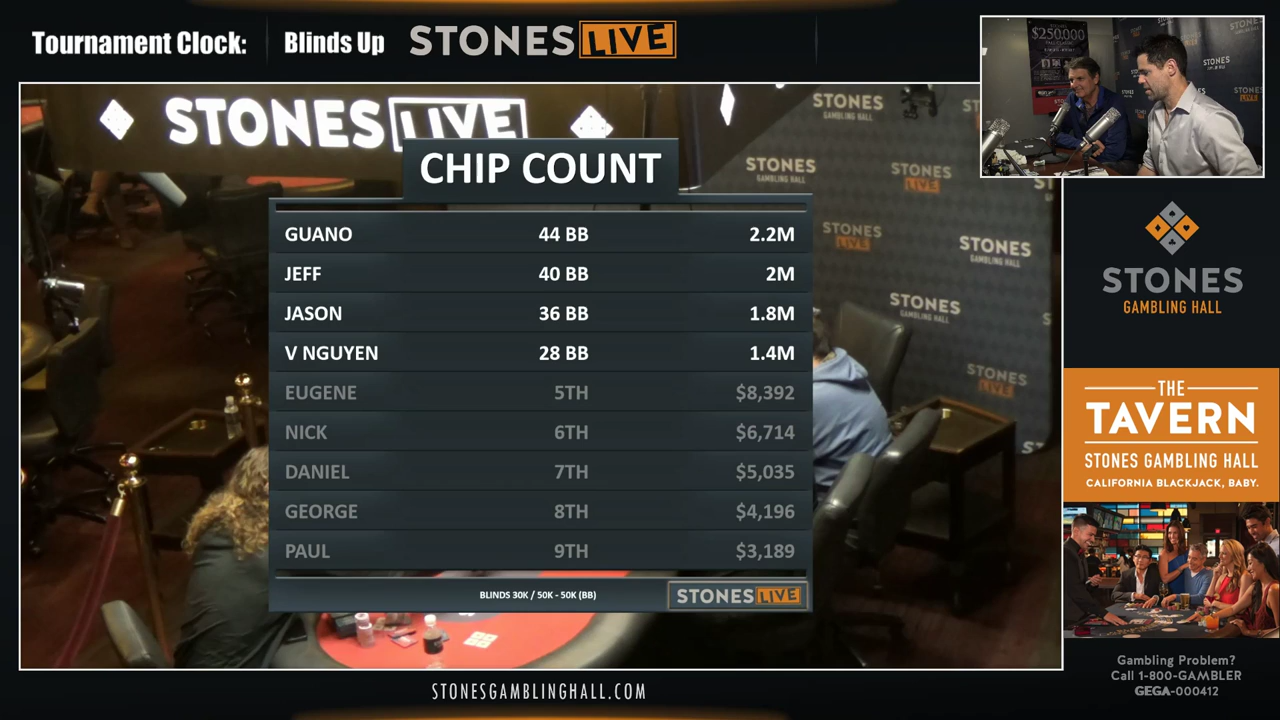 Tournament Clock:
Blinds Up
STONES LIVE
$250,000
STONES LIVE
STONES
GAMBLING HALL
STONES
GAMBLING HALL
STONES
LIVE
STONES
LIVE
STONES
GAMBLING HALL
STONES
GAMBLING HALL
STONES
LIVE
CHIP COUNT
GUANO 44 BB 2.2M
JEFF 40 BB 2M
JASON 36 BB 1.8M
V NGUYEN 28 BB 1.4M
EUGENE 5TH $8,392
NICK 6TH $6,714
DANIEL 7TH $5,035
GEORGE 8TH $4,196
PAUL 9TH $3,189
BLINDS 30K / 50K - 50K (BB)
STONES LIVE
STONES
GAMBLING HALL
THE
TAVERN
STONES GAMBLING HALL
CALIFORNIA BLACKJACK, BABY.
Gambling Problem?
Call 1-800-GAMBLER
GEGA-000412
STONESGAMBLINGHALL.COM